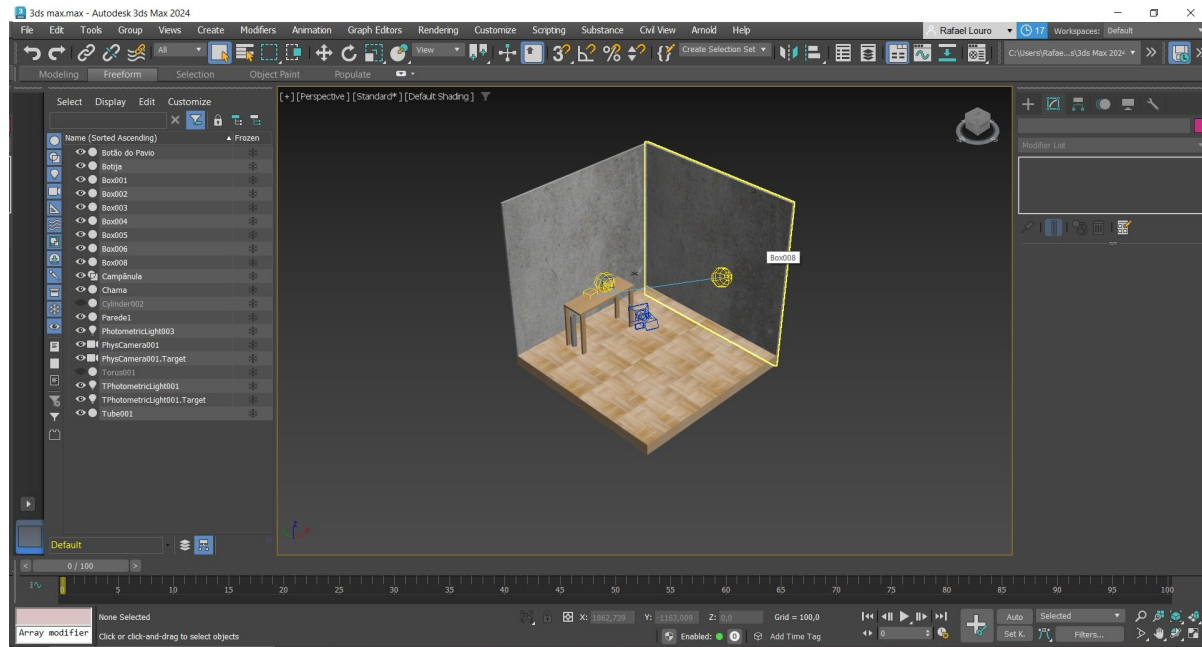 3ds max.max - Autodesk 3ds Max 2024
File Edit Tools Group Views Create Modifiers Animation Graph Editors Rendering Customize Scripting Substance Civil View Arnold Help Rafael Louro 17 Workspaces: Default
All View Create Selection Set C:\Users\Rafae...s\3ds Max 2024
Modeling Freeform Selection Object Paint Populate
Select Display Edit Customize
[+] [Perspective] [Standard*] [Default Shading]
Name (Sorted Ascending) Frozen
Botão do Pavio
Botija
Box001
Box002
Box003
Box004
Box005
Box006
Box008
Campânula
Chama
Cylinder002
Parede1
PhotometricLight003
PhysCamera001
PhysCamera001.Target
Torus001
TPhotometricLight001
TPhotometricLight001.Target
Tube001
Box008
Modifier List
Default
0 / 100
0 5 10 15 20 25 30 35 40 45 50 55 60 65 70 75 80 85 90 95 100
None Selected X: 1862,739 Y: -1163,009 Z: 0,0 Grid = 100,0 Auto Selected
Array modifier Click or click-and-drag to select objects Enabled: 0 Add Time Tag 0 Set K. Filters...